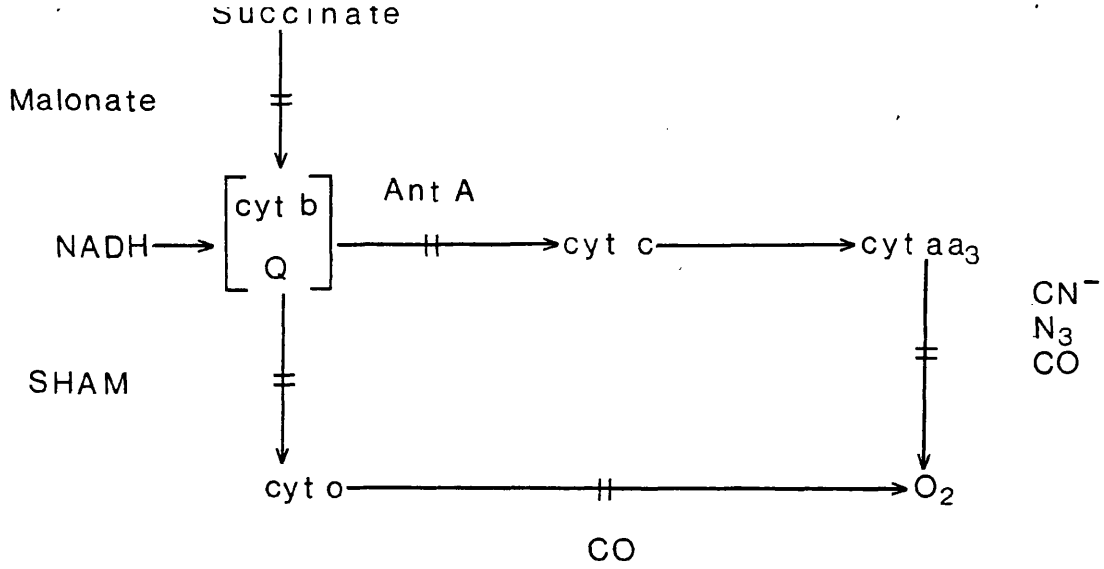 Succinate
Malonate
cyt b
Ant A
NADH
Q
cyt c
cyt aa3
CN⁻
N3
CO
SHAM
cyt o
O2
CO